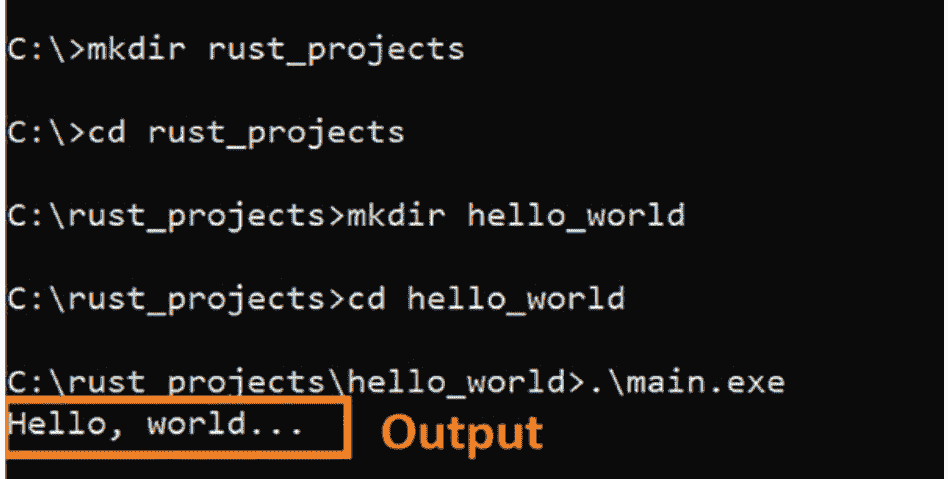 C:\>mkdir rust_projects
C:\>cd rust_projects
C:\rust_projects>mkdir hello_world
C:\rust_projects>cd hello_world
C:\rust_projects\hello_world>.\main.exe
Hello, world... Output